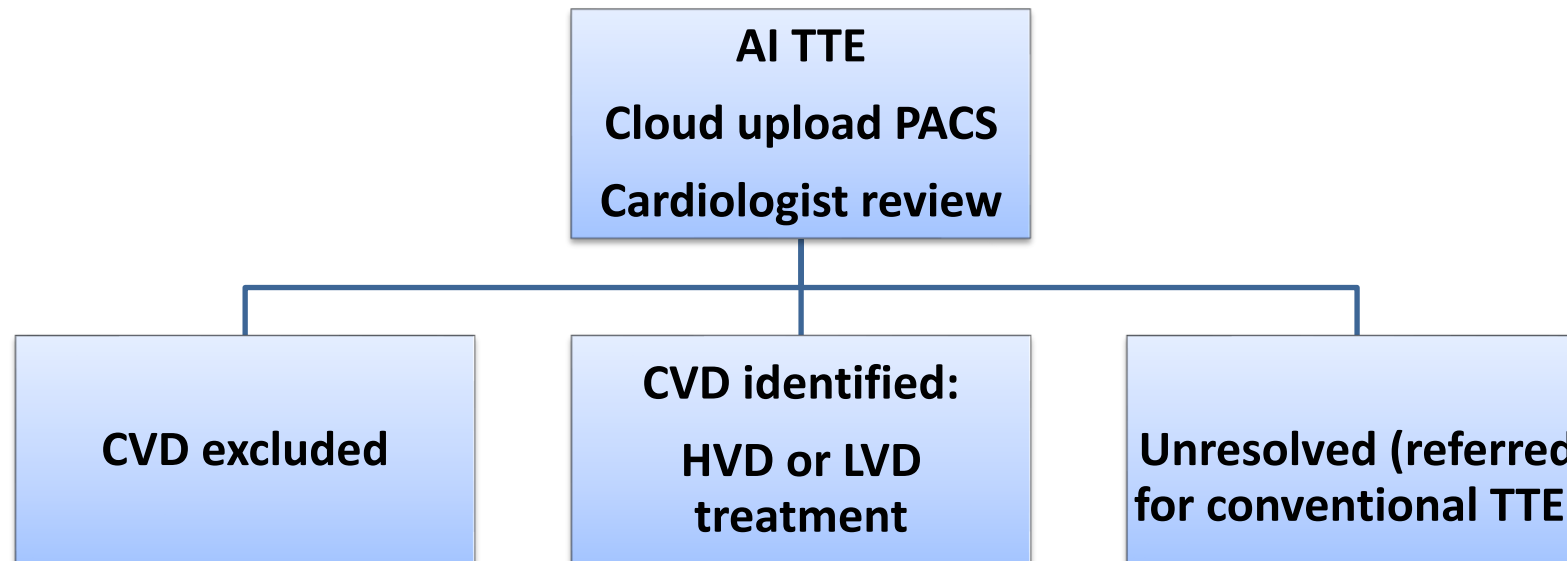 AI TTE
Cloud upload PACS
Cardiologist review
CVD excluded
CVD identified:
HVD or LVD
treatment
Unresolved (referred
for conventional TTE